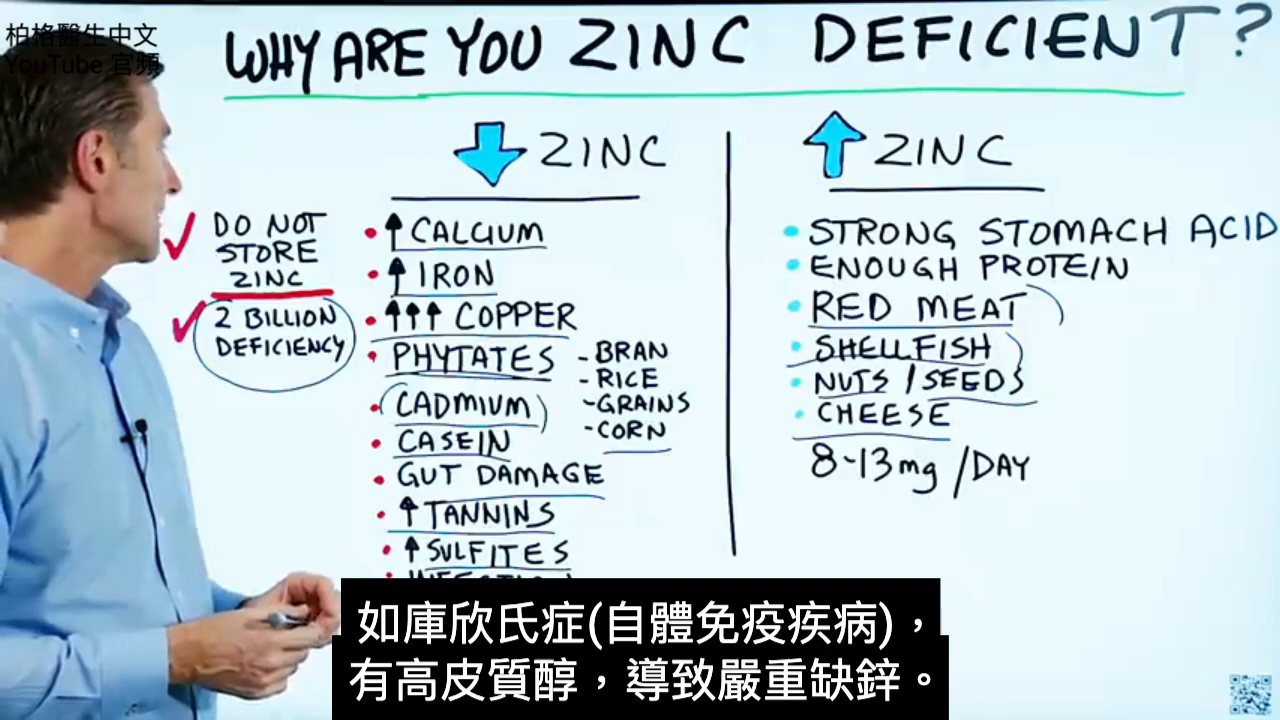 柏格醫生中文
YouTube 官頻
WHY ARE YOU ZINC DEFICIENT?
DO NOT
STORE
ZINC
2 BILLION
DEFICIENCY
ZINC
CALCIUM
IRON
COPPER
PHYTATES
- BRAN
- RICE
- GRAINS
- CORN
CADMIUM
CASEIN
GUT DAMAGE
TANNINS
SULFITES
ZINC
STRONG STOMACH ACID
ENOUGH PROTEIN
RED MEAT
SHELLFISH
NUTS / SEEDS
CHEESE
8-13mg / DAY
如庫欣氏症(自體免疫疾病)，
有高皮質醇，導致嚴重缺鋅。